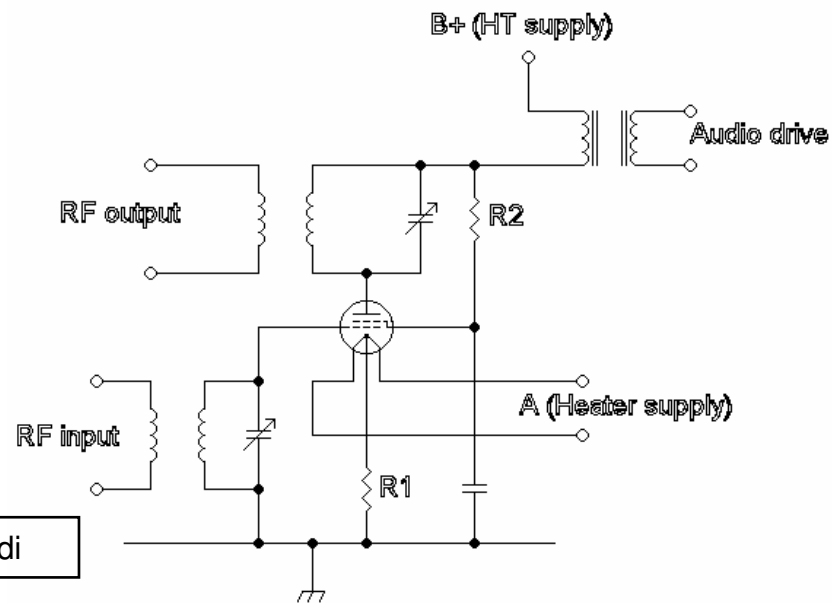 B+ (HT supply)
Audio drive
RF output
R2
A (Heater supply)
RF input
R1
di